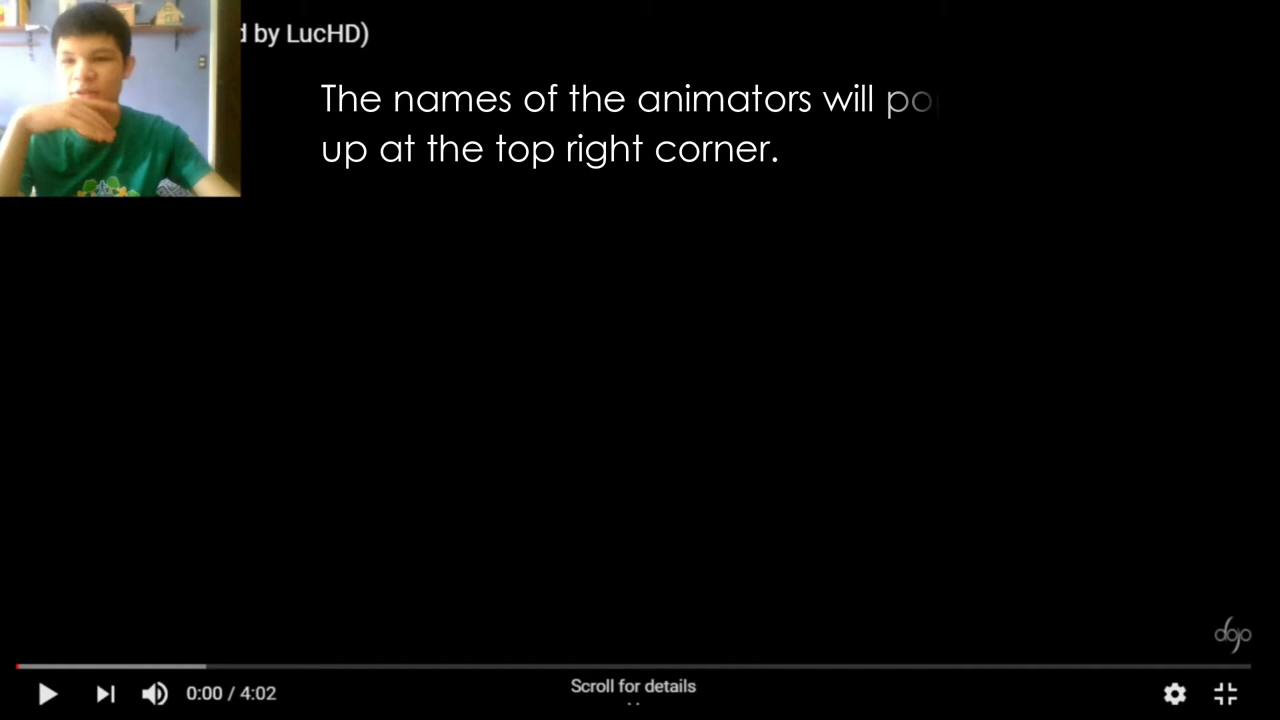 d by LucHD)
The names of the animators will po
up at the top right corner.
dojo
0:00 / 4:02
Scroll for details